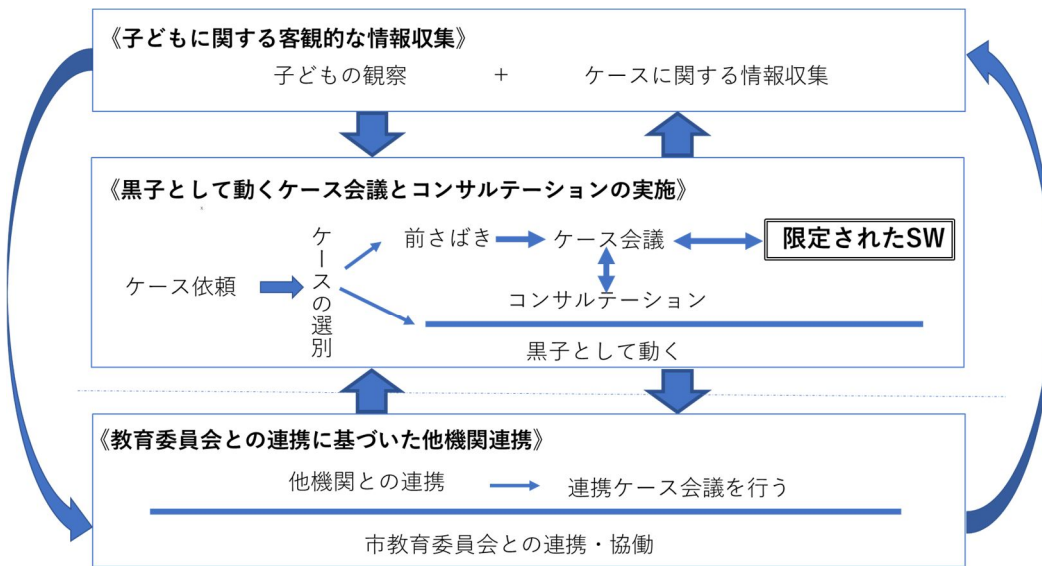 《子どもに関する客観的な情報収集》
子どもの観察 + ケースに関する情報収集
《黒子として動くケース会議とコンサルテーションの実施》
ケース依頼
ケースの選別
前さばき
ケース会議
限定されたSW
コンサルテーション
黒子として動く
《教育委員会との連携に基づいた他機関連携》
他機関との連携
連携ケース会議を行う
市教育委員会との連携・協働